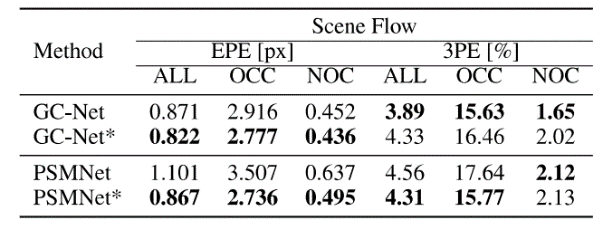 Scene Flow
Method EPE [px] 3PE [%]
ALL OCC NOC ALL OCC NOC
GC-Net 0.871 2.916 0.452 3.89 15.63 1.65
GC-Net* 0.822 2.777 0.436 4.33 16.46 2.02
PSMNet 1.101 3.507 0.637 4.56 17.64 2.12
PSMNet* 0.867 2.736 0.495 4.31 15.77 2.13